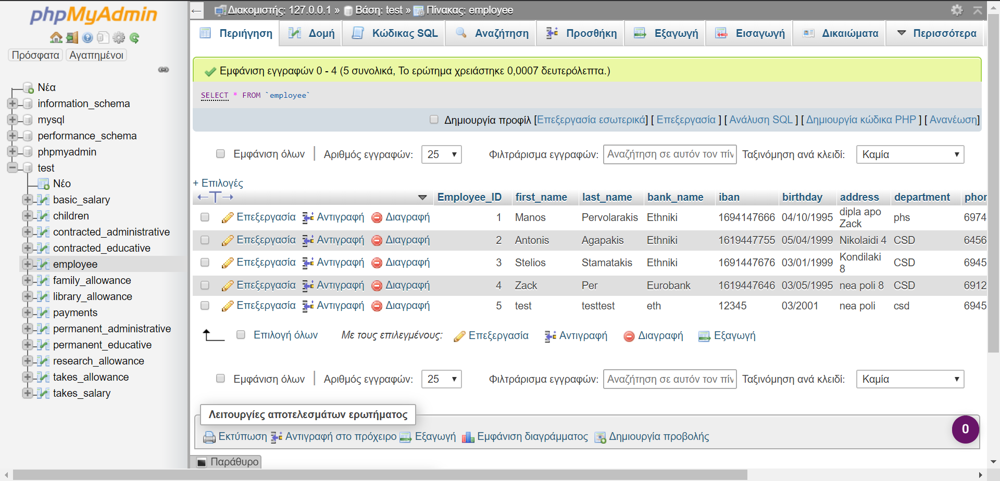 phpMyAdmin
Πρόσφατα Αγαπημένοι
Νέα
information_schema
mysql
performance_schema
phpmyadmin
test
Νέο
basic_salary
children
contracted_administrative
contracted_educative
employee
family_allowance
library_allowance
payments
permanent_administrative
permanent_educative
research_allowance
takes_allowance
takes_salary
Διακομιστής: 127.0.0.1 » Βάση: test » Πίνακας: employee
Περιήγηση Δομή Κώδικας SQL Αναζήτηση Προσθήκη Εξαγωγή Εισαγωγή Δικαιώματα Περισσότερα
Εμφάνιση εγγραφών 0 - 4 (5 συνολικά, Το ερώτημα χρειάστηκε 0,0007 δευτερόλεπτα.)
SELECT * FROM `employee`
Δημιουργία προφίλ [Επεξεργασία εσωτερικά] [ Επεξεργασία ] [ Ανάλυση SQL ] [ Δημιουργία κώδικα PHP ] [ Ανανέωση]
Εμφάνιση όλων | Αριθμός εγγραφών: 25 Φιλτράρισμα εγγραφών: Αναζήτηση σε αυτόν τον πίν Ταξινόμηση ανά κλειδί: Καμία
+ Επιλογές
←T→ Employee_ID first_name last_name bank_name iban birthday address department phor
Επεξεργασία Αντιγραφή Διαγραφή 1 Manos Pervolarakis Ethniki 1694147666 04/10/1995 dipla apo Zack phs 6974
Επεξεργασία Αντιγραφή Διαγραφή 2 Antonis Agapakis Ethniki 1619447755 05/04/1999 Nikolaidi 4 CSD 6456
Επεξεργασία Αντιγραφή Διαγραφή 3 Stelios Stamatakis Ethniki 1691447676 03/01/1999 Kondilaki 8 CSD 6945
Επεξεργασία Αντιγραφή Διαγραφή 4 Zack Per Eurobank 1619447646 03/05/1995 nea poli 8 CSD 6912
Επεξεργασία Αντιγραφή Διαγραφή 5 test testtest eth 12345 03/2001 nea poli csd 6945
Επιλογή όλων Με τους επιλεγμένους: Επεξεργασία Αντιγραφή Διαγραφή Εξαγωγή
Εμφάνιση όλων | Αριθμός εγγραφών: 25 Φιλτράρισμα εγγραφών: Αναζήτηση σε αυτόν τον πίν Ταξινόμηση ανά κλειδί: Καμία
Λειτουργίες αποτελεσμάτων ερωτήματος
Εκτύπωση Αντιγραφή στο πρόχειρο Εξαγωγή Εμφάνιση διαγράμματος Δημιουργία προβολής
0
Παράθυρο